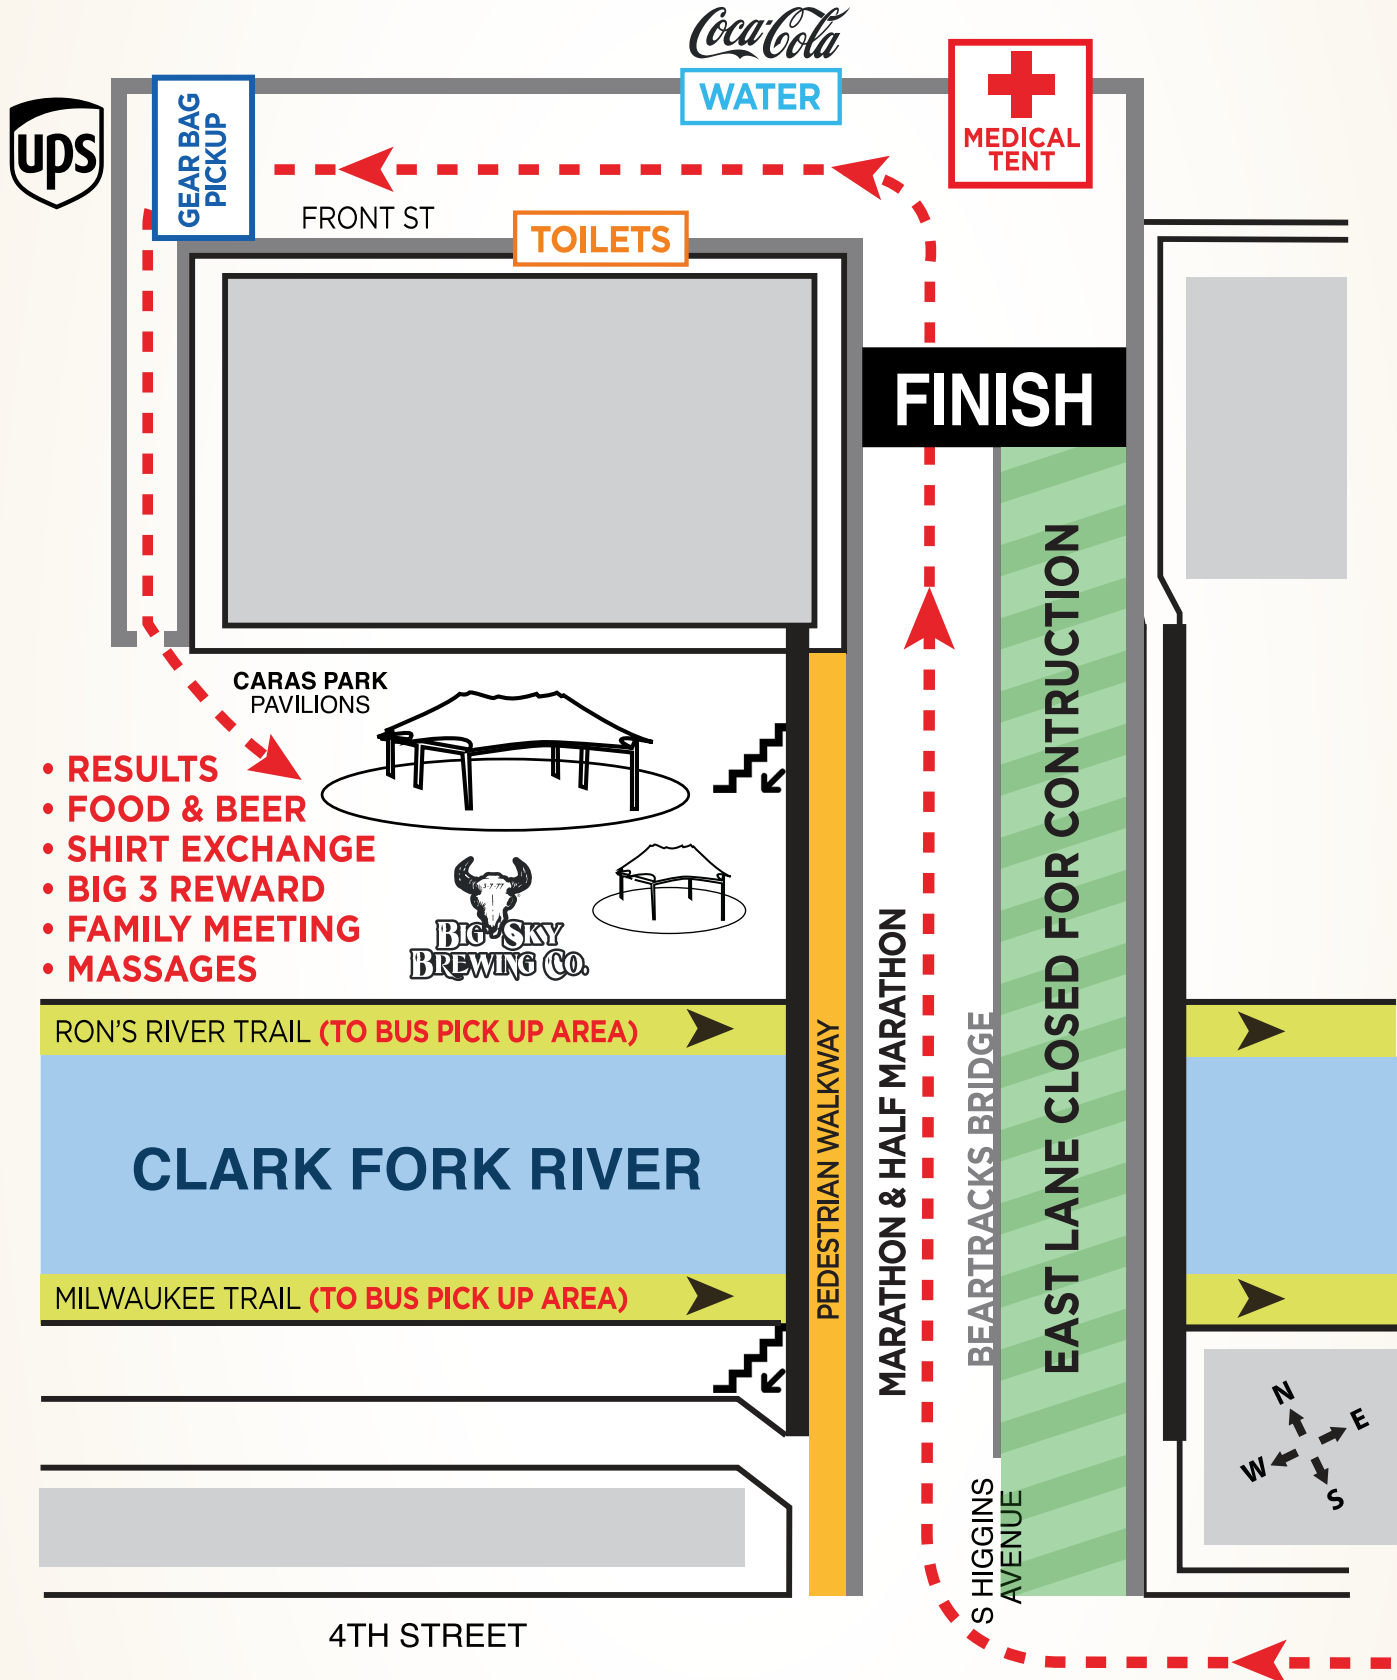 Coca-Cola
WATER
MEDICAL
TENT
ups
GEAR BAG
PICKUP
FRONT ST
TOILETS
FINISH
EAST LANE CLOSED FOR CONTRUCTION
CARAS PARK
PAVILIONS
• RESULTS
• FOOD & BEER
• SHIRT EXCHANGE
• BIG 3 REWARD
• FAMILY MEETING
• MASSAGES
3-7-77
BIG SKY
BREWING CO.
RON'S RIVER TRAIL (TO BUS PICK UP AREA)
CLARK FORK RIVER
MILWAUKEE TRAIL (TO BUS PICK UP AREA)
PEDESTRIAN WALKWAY
MARATHON & HALF MARATHON
BEARTRACKS BRIDGE
S HIGGINS
AVENUE
N
E
W
S
4TH STREET